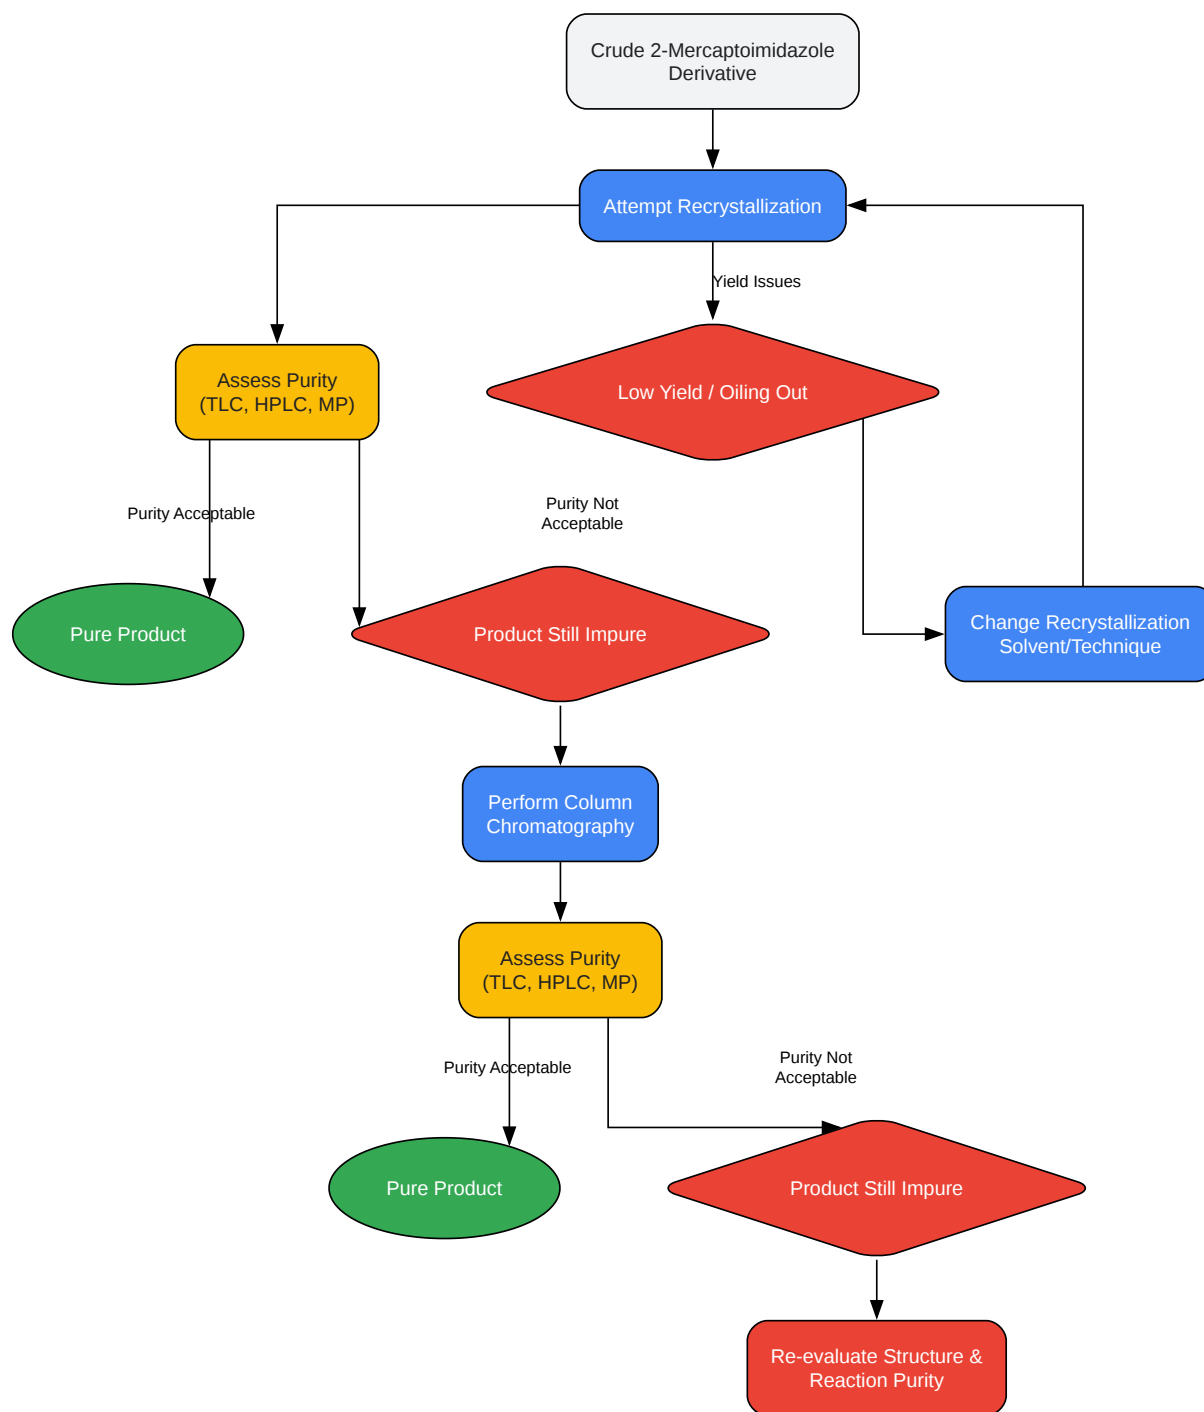 Crude 2-Mercaptoimidazole
Derivative
Attempt Recrystallization
Yield Issues
Assess Purity
(TLC, HPLC, MP)
Low Yield / Oiling Out
Purity Acceptable
Purity Not
Acceptable
Pure Product
Product Still Impure
Change Recrystallization
Solvent/Technique
Perform Column
Chromatography
Assess Purity
(TLC, HPLC, MP)
Purity Acceptable
Purity Not
Acceptable
Pure Product
Product Still Impure
Re-evaluate Structure &
Reaction Purity